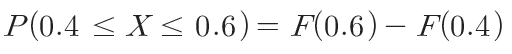 P(0.4 ≤ X ≤ 0.6) = F(0.6) − F(0.4)